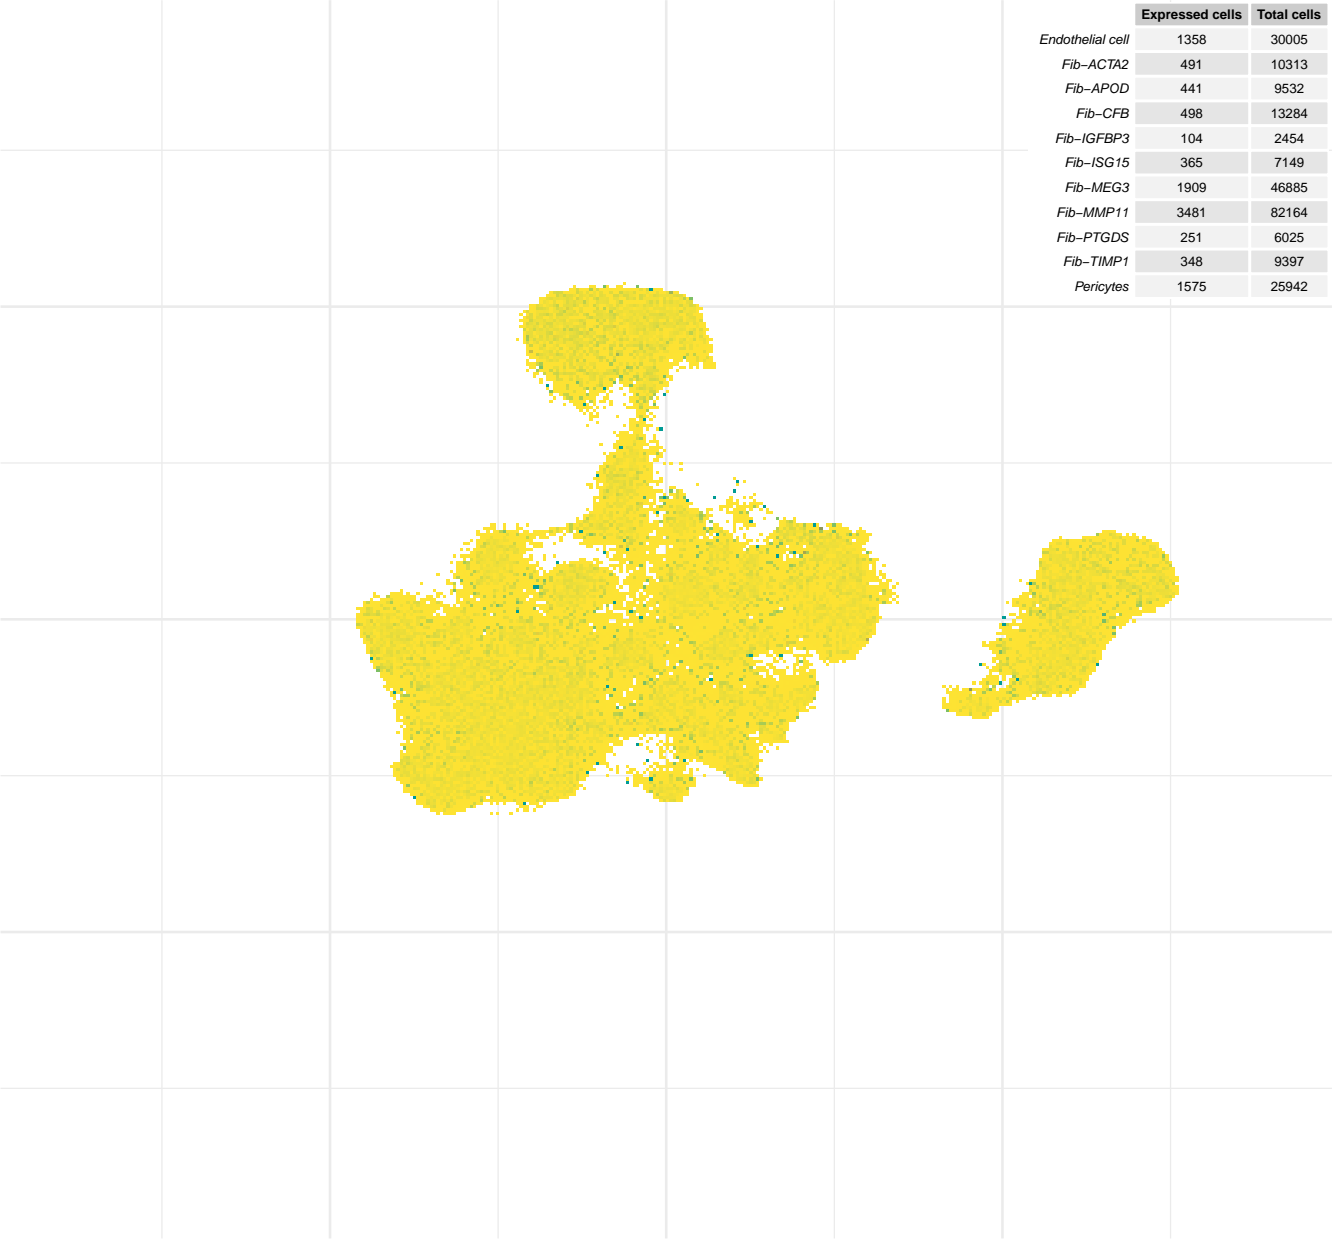 Expressed cells Total cells
Endothelial cell 1358 30005
Fib−ACTA2 491 10313
Fib−APOD 441 9532
Fib−CFB 498 13284
Fib−IGFBP3 104 2454
Fib−ISG15 365 7149
Fib−MEG3 1909 46885
Fib−MMP11 3481 82164
Fib−PTGDS 251 6025
Fib−TIMP1 348 9397
Pericytes 1575 25942